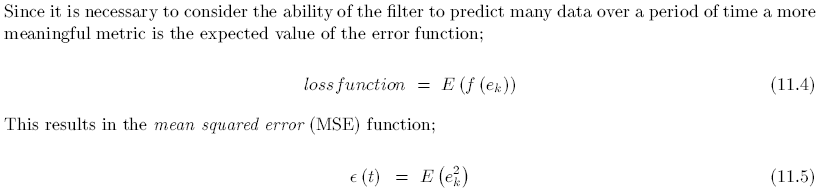 Since it is necessary to consider the ability of the filter to predict many data over a period of time a more
meaningful metric is the expected value of the error function;
loss function = E (f (e_k)) (11.4)
This results in the mean squared error (MSE) function;
ϵ (t) = E (e_k^2) (11.5)